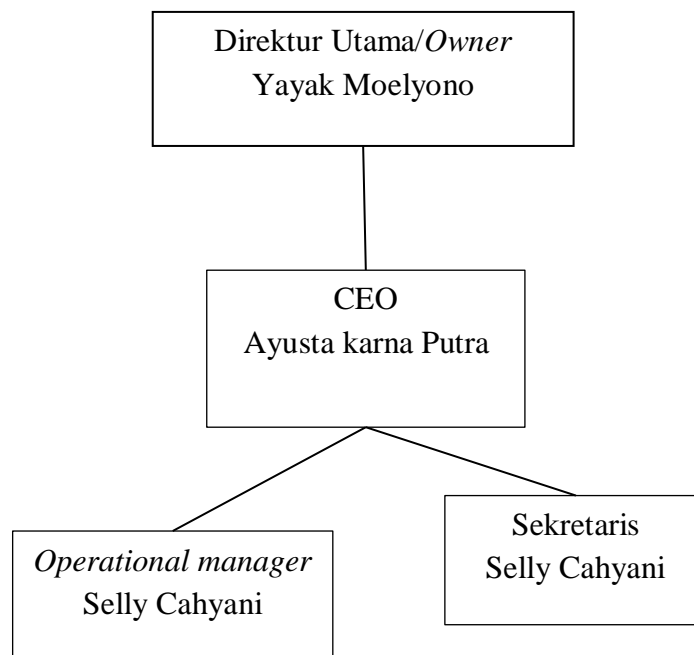 Direktur Utama/Owner
Yayak Moelyono
CEO
Ayusta karna Putra
Operational manager
Selly Cahyani
Sekretaris
Selly Cahyani